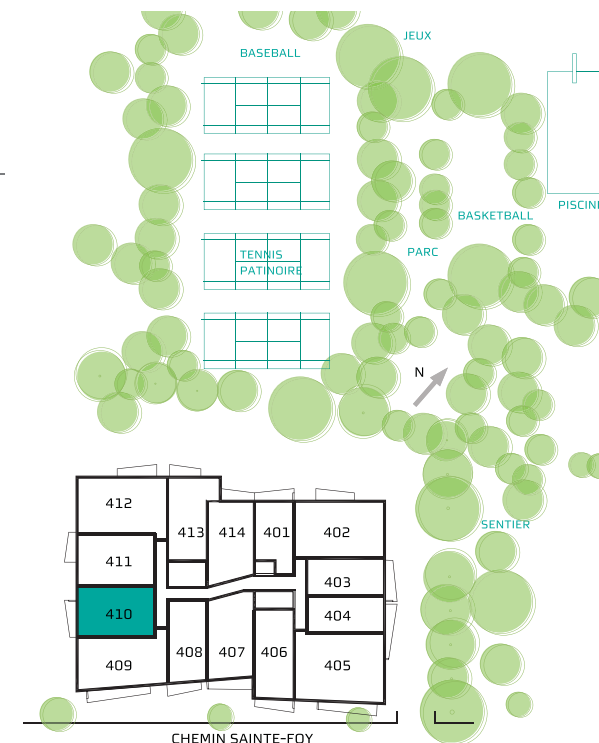 JEUX
BASEBALL
PISCIN
BASKETBALL
PARC
TENNIS
PATINOIRE
N
412
413
414
401
402
411
403
410
404
409
408
407
406
405
SENTIER
CHEMIN SAINTE-FOY